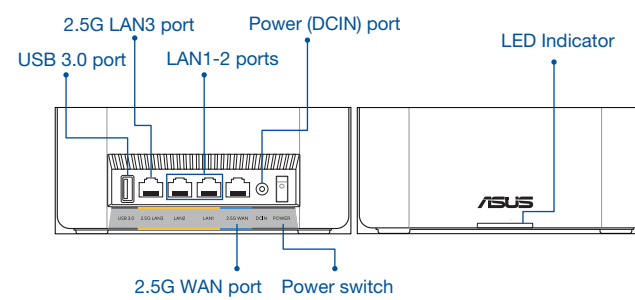 2.5G LAN3 port
Power (DCIN) port
LED Indicator
USB 3.0 port
LAN1-2 ports
USB 3.0
2.5G LAN3
LAN2
LAN1
2.5G WAN
DCIN
POWER
ASUS
2.5G WAN port
Power switch